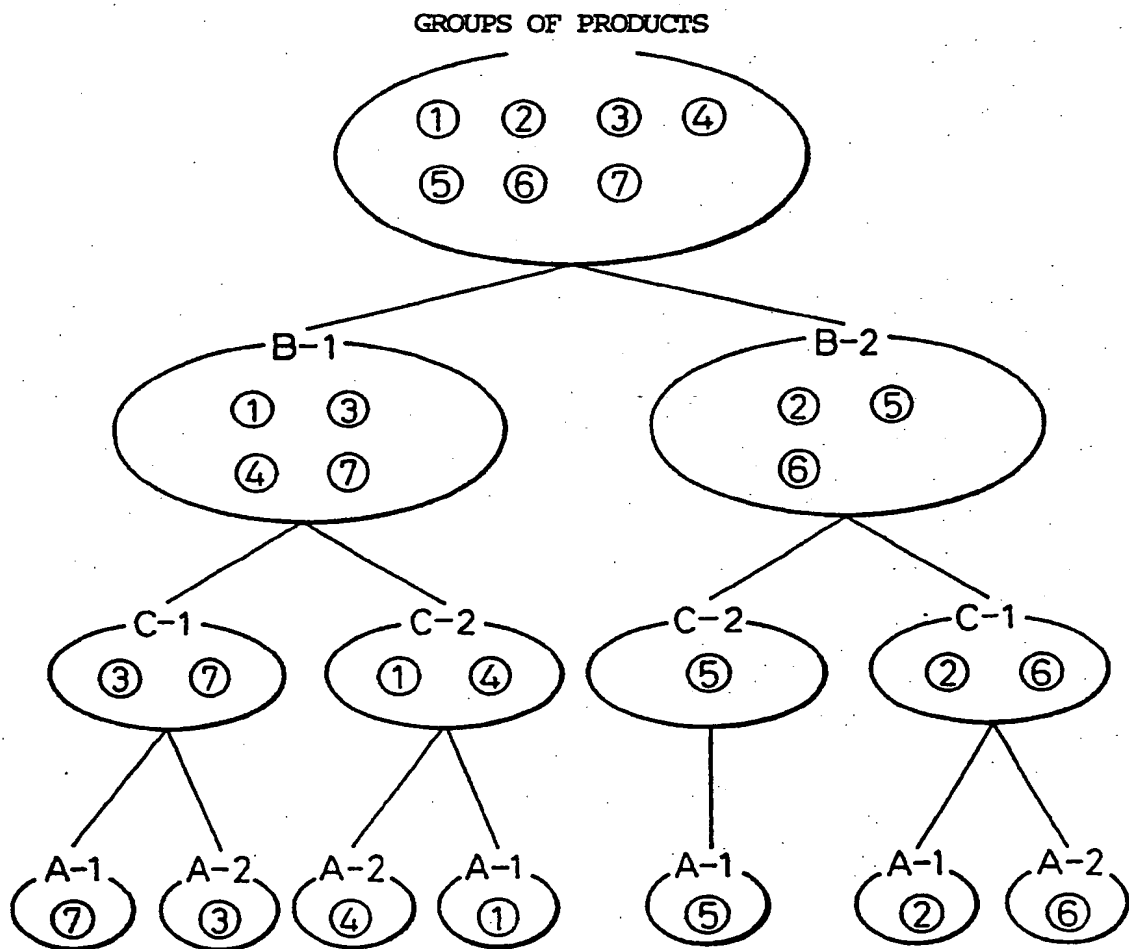 GROUPS OF PRODUCTS
① ② ③ ④
⑤ ⑥ ⑦
B-1 B-2
① ③ ② ⑤
④ ⑦ ⑥
C-1 C-2 C-2 C-1
③ ⑦ ① ④ ⑤ ② ⑥
A-1 A-2 A-2 A-1 A-1 A-1 A-2
⑦ ③ ④ ① ⑤ ② ⑥